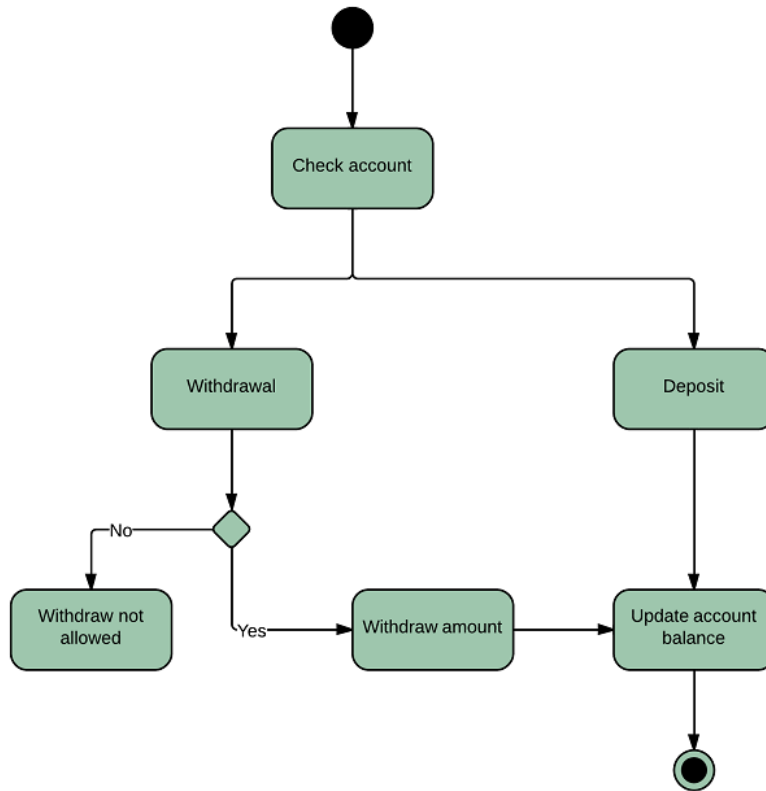 Check account
Withdrawal
Deposit
No
Withdraw not
allowed
Yes
Withdraw amount
Update account
balance